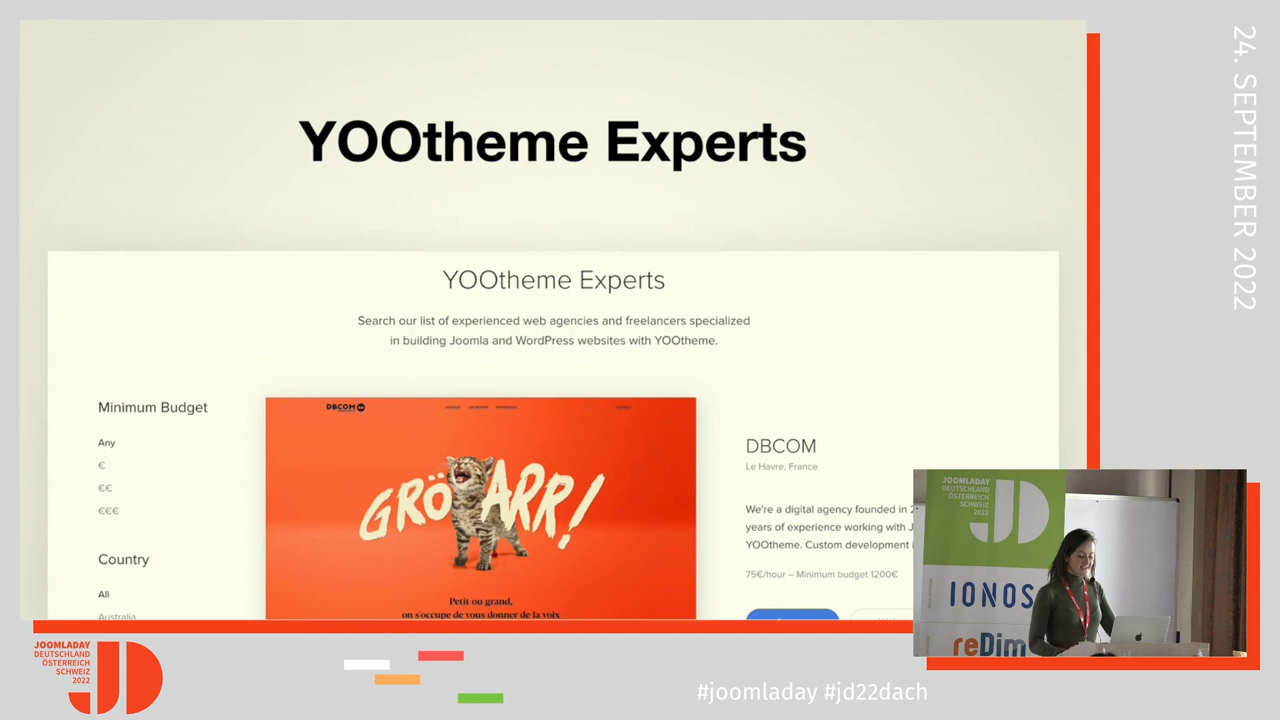 YOOtheme Experts
YOOtheme Experts
Search our list of experienced web agencies and freelancers specialized
in building Joomla and WordPress websites with YOOtheme.
Minimum Budget
Any
€
€€
€€€
Country
All
Australia
DBCOM
GRÖ ARR!
Petit ou grand,
on s'occupe de vous donner de la voix
DBCOM
Le Havre, France
We're a digital agency founded in
years of experience working with
YOOtheme. Custom development
75€/hour – Minimum budget 1200€
24. SEPTEMBER 2022
JOOMLADAY
DEUTSCHLAND
ÖSTERREICH
SCHWEIZ
2022
JD
IONOS
reDim
JOOMLADAY
DEUTSCHLAND
ÖSTERREICH
SCHWEIZ
2022
JD
#joomladay #jd22dach